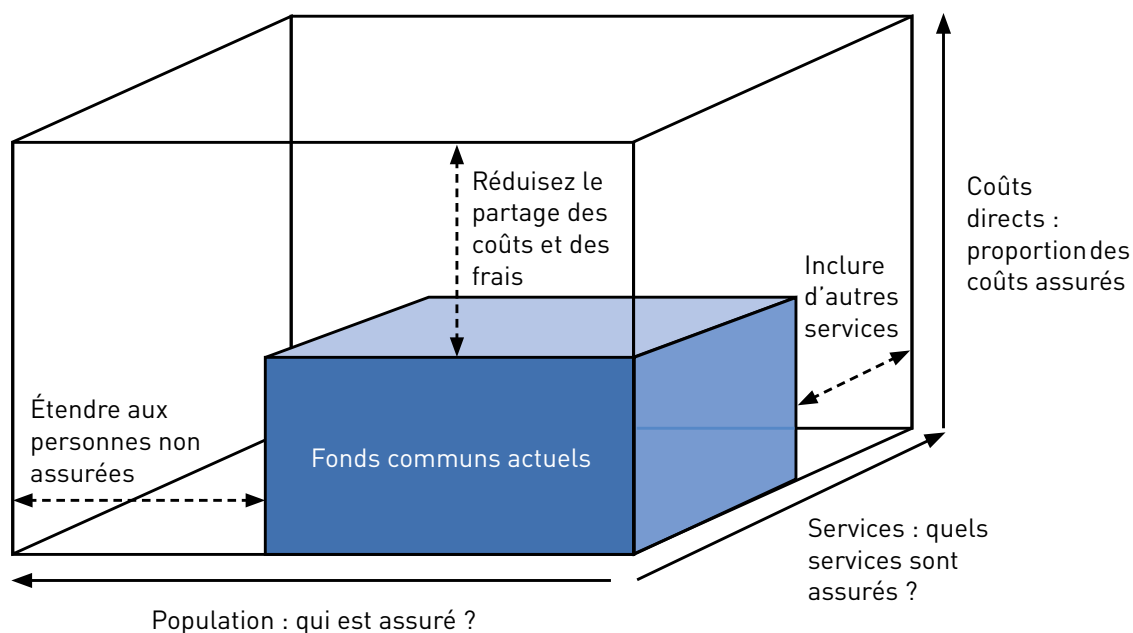 Réduisez le
partage des
coûts et des
frais
Coûts
directs :
proportion des
coûts assurés
Inclure
d'autres
services
Étendre aux
personnes non
assurées
Fonds communs actuels
Services : quels
services sont
assurés ?
Population : qui est assuré ?